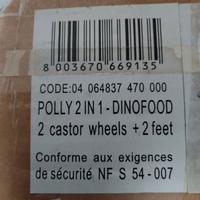 8 003670 669135
CODE:04 064837 470 000
POLLY 2 IN 1 - DINOFOOD
2 castor wheels + 2 feet
Conforme aux exigences
de sécurité NF S 54 - 007